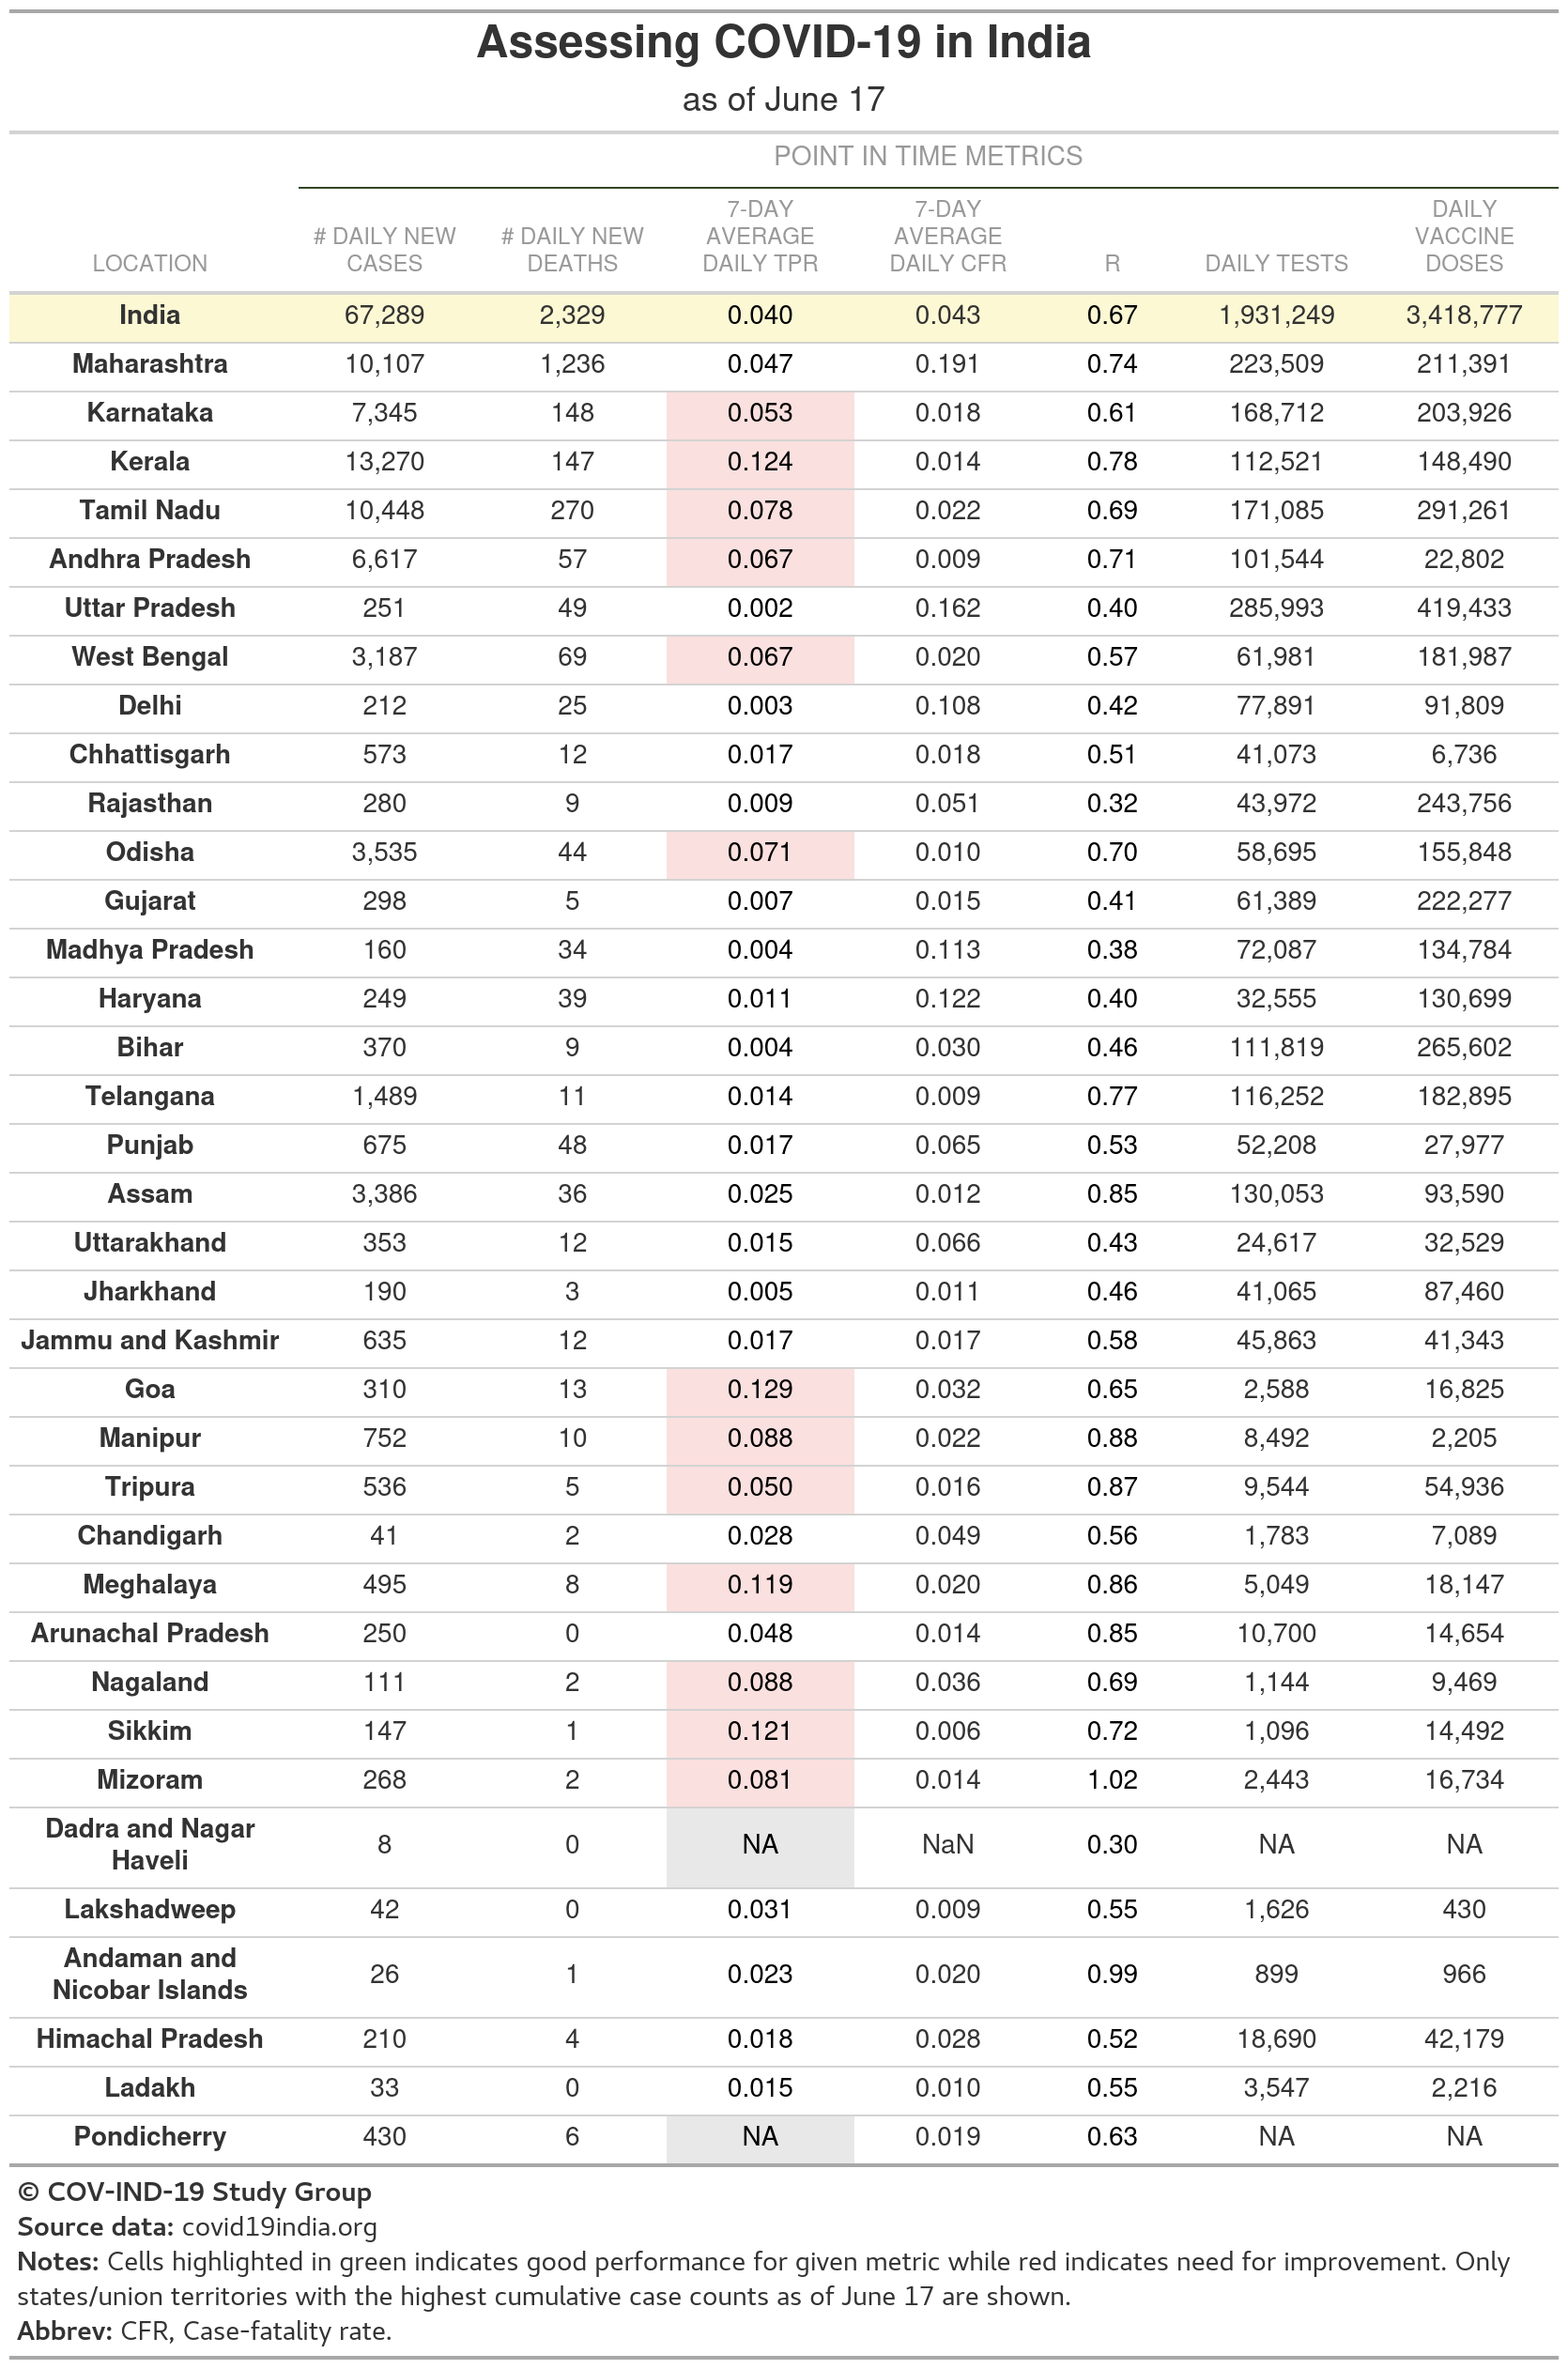 Assessing COVID-19 in India
as of June 17
POINT IN TIME METRICS
LOCATION # DAILY NEW CASES # DAILY NEW DEATHS 7-DAY AVERAGE DAILY TPR 7-DAY AVERAGE DAILY CFR R DAILY TESTS DAILY VACCINE DOSES
India 67,289 2,329 0.040 0.043 0.67 1,931,249 3,418,777
Maharashtra 10,107 1,236 0.047 0.191 0.74 223,509 211,391
Karnataka 7,345 148 0.053 0.018 0.61 168,712 203,926
Kerala 13,270 147 0.124 0.014 0.78 112,521 148,490
Tamil Nadu 10,448 270 0.078 0.022 0.69 171,085 291,261
Andhra Pradesh 6,617 57 0.067 0.009 0.71 101,544 22,802
Uttar Pradesh 251 49 0.002 0.162 0.40 285,993 419,433
West Bengal 3,187 69 0.067 0.020 0.57 61,981 181,987
Delhi 212 25 0.003 0.108 0.42 77,891 91,809
Chhattisgarh 573 12 0.017 0.018 0.51 41,073 6,736
Rajasthan 280 9 0.009 0.051 0.32 43,972 243,756
Odisha 3,535 44 0.071 0.010 0.70 58,695 155,848
Gujarat 298 5 0.007 0.015 0.41 61,389 222,277
Madhya Pradesh 160 34 0.004 0.113 0.38 72,087 134,784
Haryana 249 39 0.011 0.122 0.40 32,555 130,699
Bihar 370 9 0.004 0.030 0.46 111,819 265,602
Telangana 1,489 11 0.014 0.009 0.77 116,252 182,895
Punjab 675 48 0.017 0.065 0.53 52,208 27,977
Assam 3,386 36 0.025 0.012 0.85 130,053 93,590
Uttarakhand 353 12 0.015 0.066 0.43 24,617 32,529
Jharkhand 190 3 0.005 0.011 0.46 41,065 87,460
Jammu and Kashmir 635 12 0.017 0.017 0.58 45,863 41,343
Goa 310 13 0.129 0.032 0.65 2,588 16,825
Manipur 752 10 0.088 0.022 0.88 8,492 2,205
Tripura 536 5 0.050 0.016 0.87 9,544 54,936
Chandigarh 41 2 0.028 0.049 0.56 1,783 7,089
Meghalaya 495 8 0.119 0.020 0.86 5,049 18,147
Arunachal Pradesh 250 0 0.048 0.014 0.85 10,700 14,654
Nagaland 111 2 0.088 0.036 0.69 1,144 9,469
Sikkim 147 1 0.121 0.006 0.72 1,096 14,492
Mizoram 268 2 0.081 0.014 1.02 2,443 16,734
Dadra and Nagar Haveli 8 0 NA NaN 0.30 NA NA
Lakshadweep 42 0 0.031 0.009 0.55 1,626 430
Andaman and Nicobar Islands 26 1 0.023 0.020 0.99 899 966
Himachal Pradesh 210 4 0.018 0.028 0.52 18,690 42,179
Ladakh 33 0 0.015 0.010 0.55 3,547 2,216
Pondicherry 430 6 NA 0.019 0.63 NA NA
© COV-IND-19 Study Group
Source data: covid19india.org
Notes: Cells highlighted in green indicates good performance for given metric while red indicates need for improvement. Only
states/union territories with the highest cumulative case counts as of June 17 are shown.
Abbrev: CFR, Case-fatality rate.